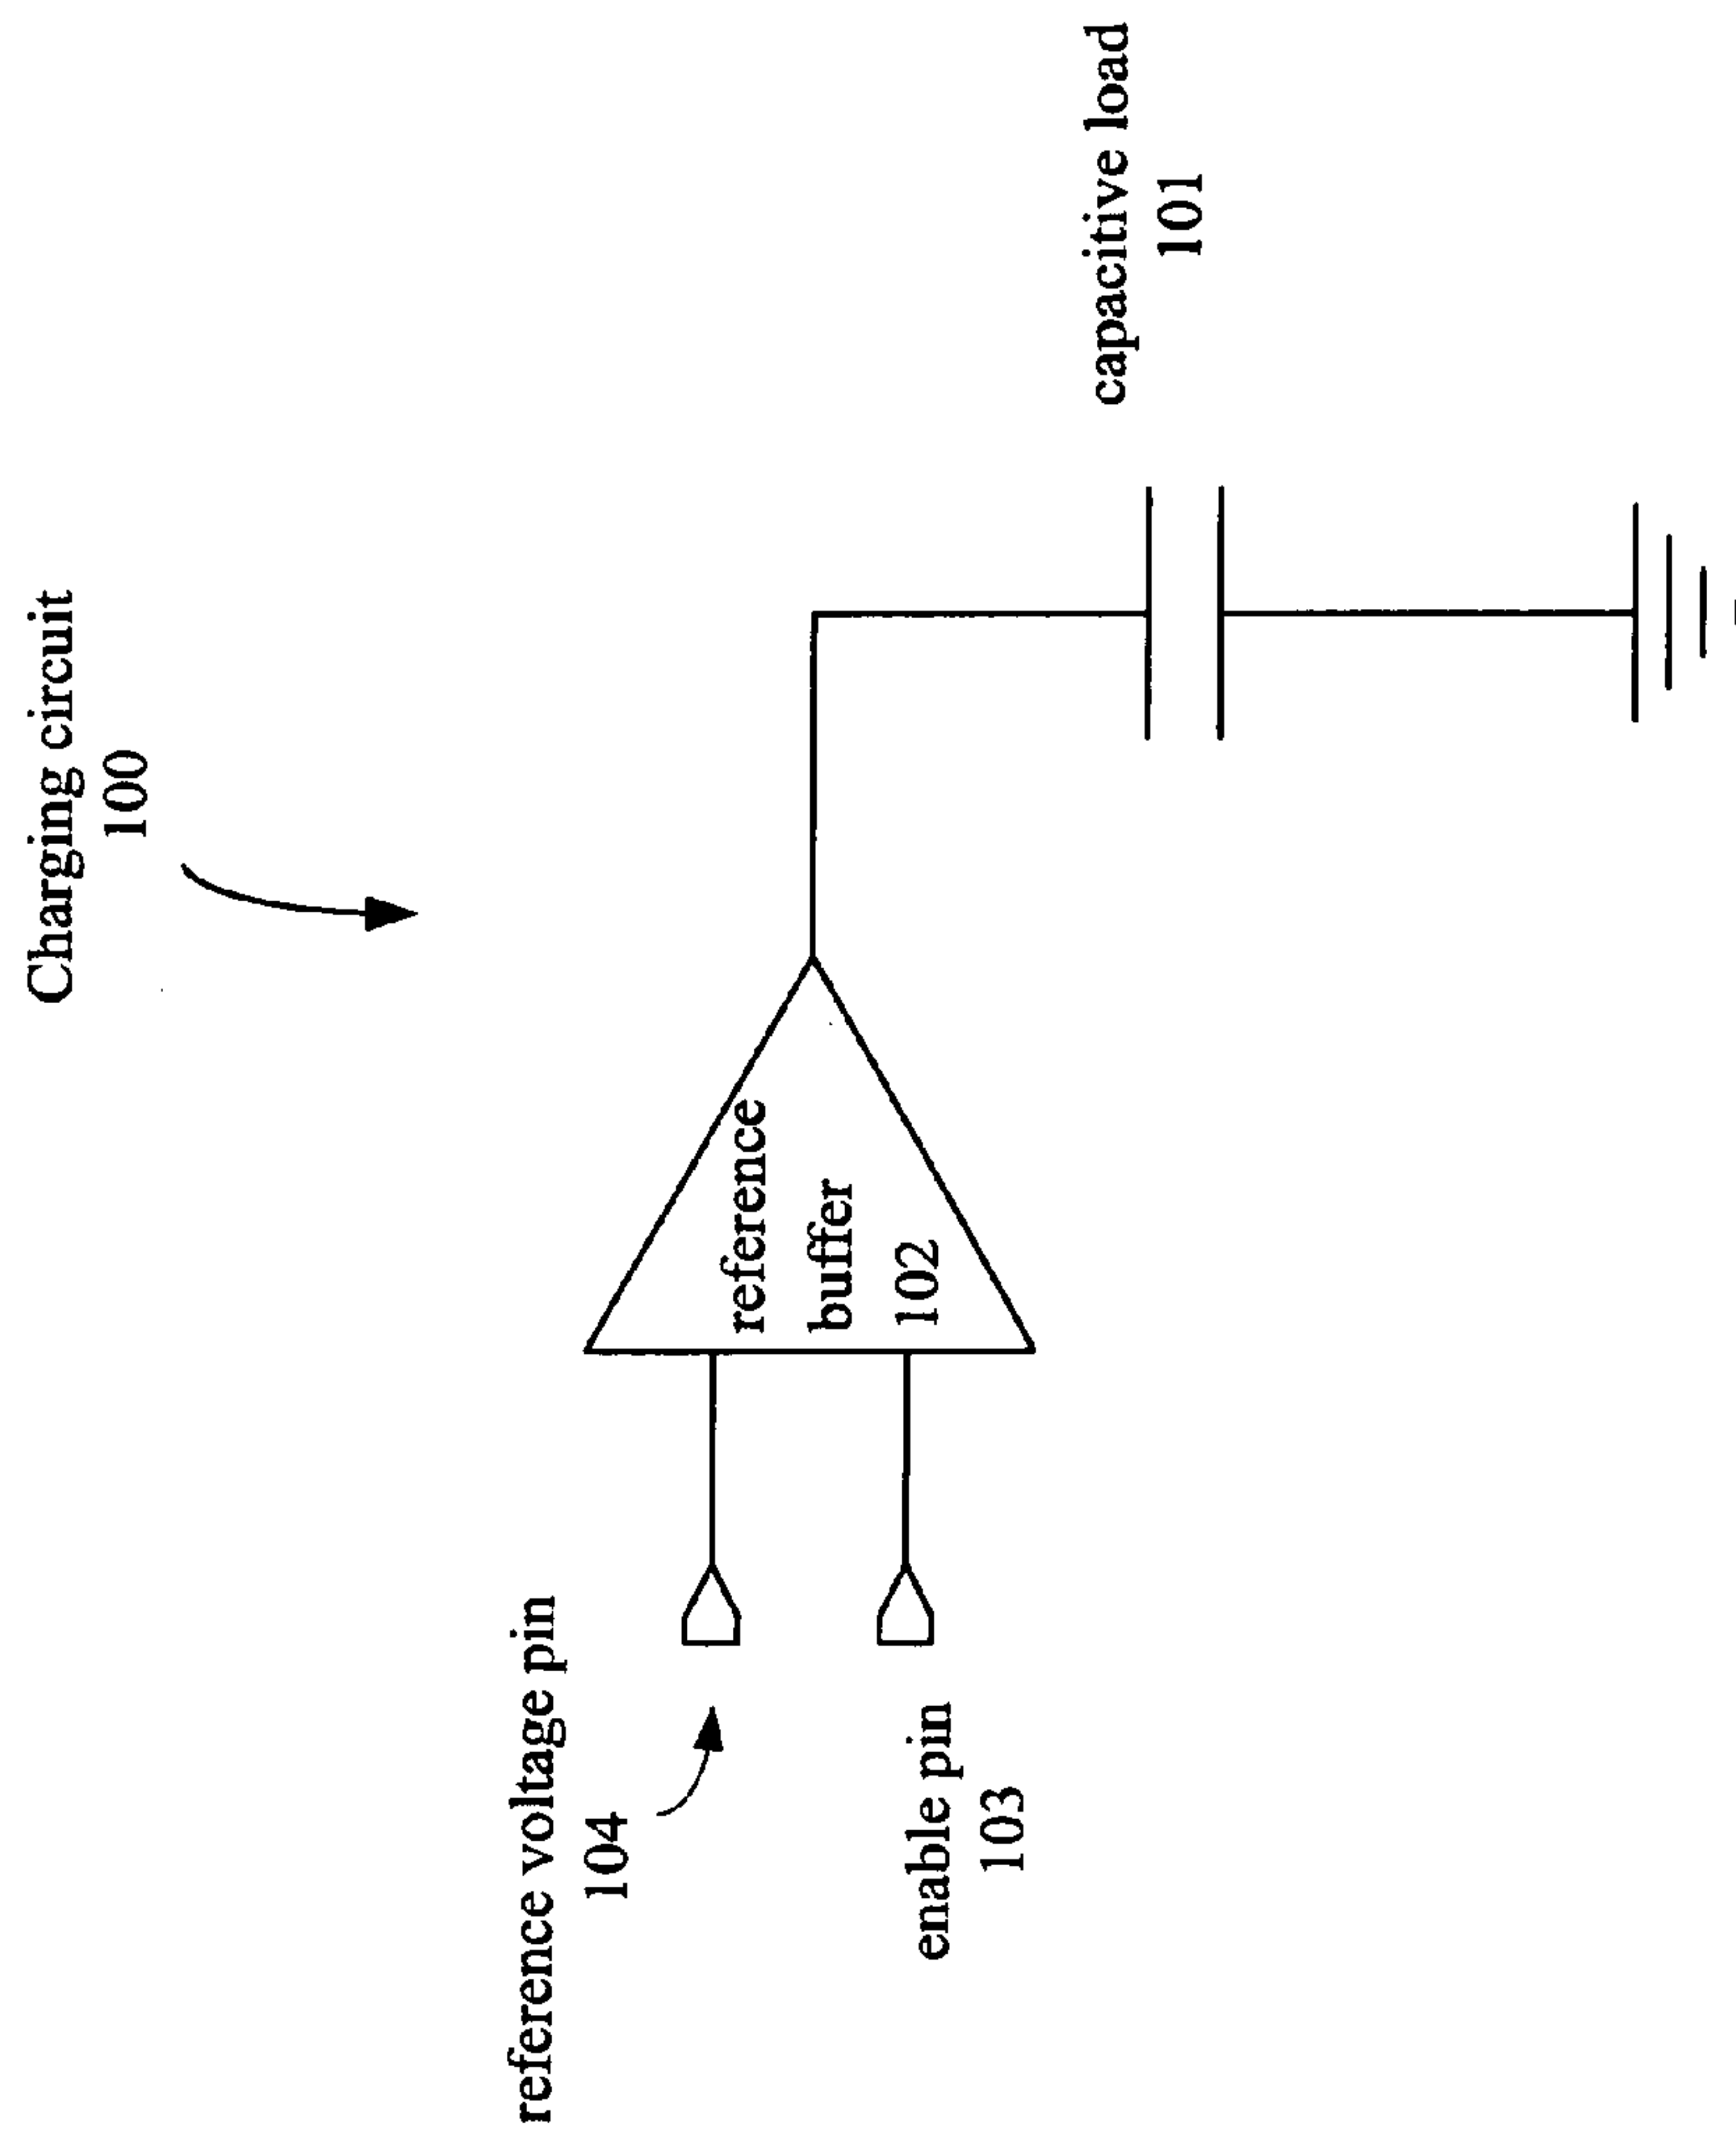 Charging circuit
100
reference voltage pin
104
enable pin
103
reference
buffer
102
capacitive load
101